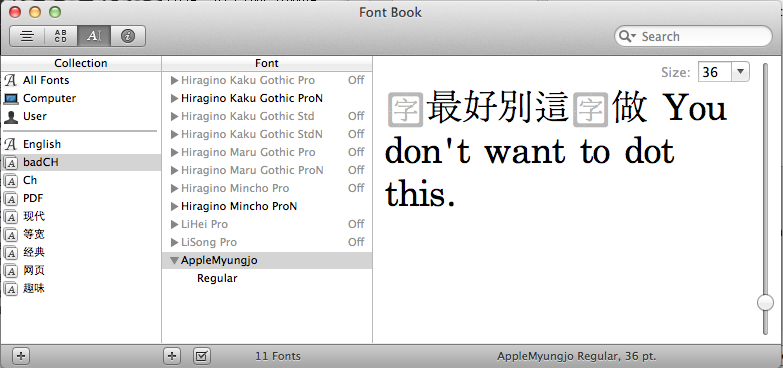 Font Book
AB
CD
A
i
Search
Collection
All Fonts
Computer
User
English
badCH
Ch
PDF
现代
等宽
经典
网页
趣味
Font
Hiragino Kaku Gothic Pro Off
Hiragino Kaku Gothic ProN
Hiragino Kaku Gothic Std Off
Hiragino Kaku Gothic StdN Off
Hiragino Maru Gothic Pro Off
Hiragino Maru Gothic ProN Off
Hiragino Mincho Pro Off
Hiragino Mincho ProN
LiHei Pro Off
LiSong Pro Off
AppleMyungjo
Regular
Size: 36
字最好別這字做 You
don't want to dot
this.
11 Fonts
AppleMyungjo Regular, 36 pt.